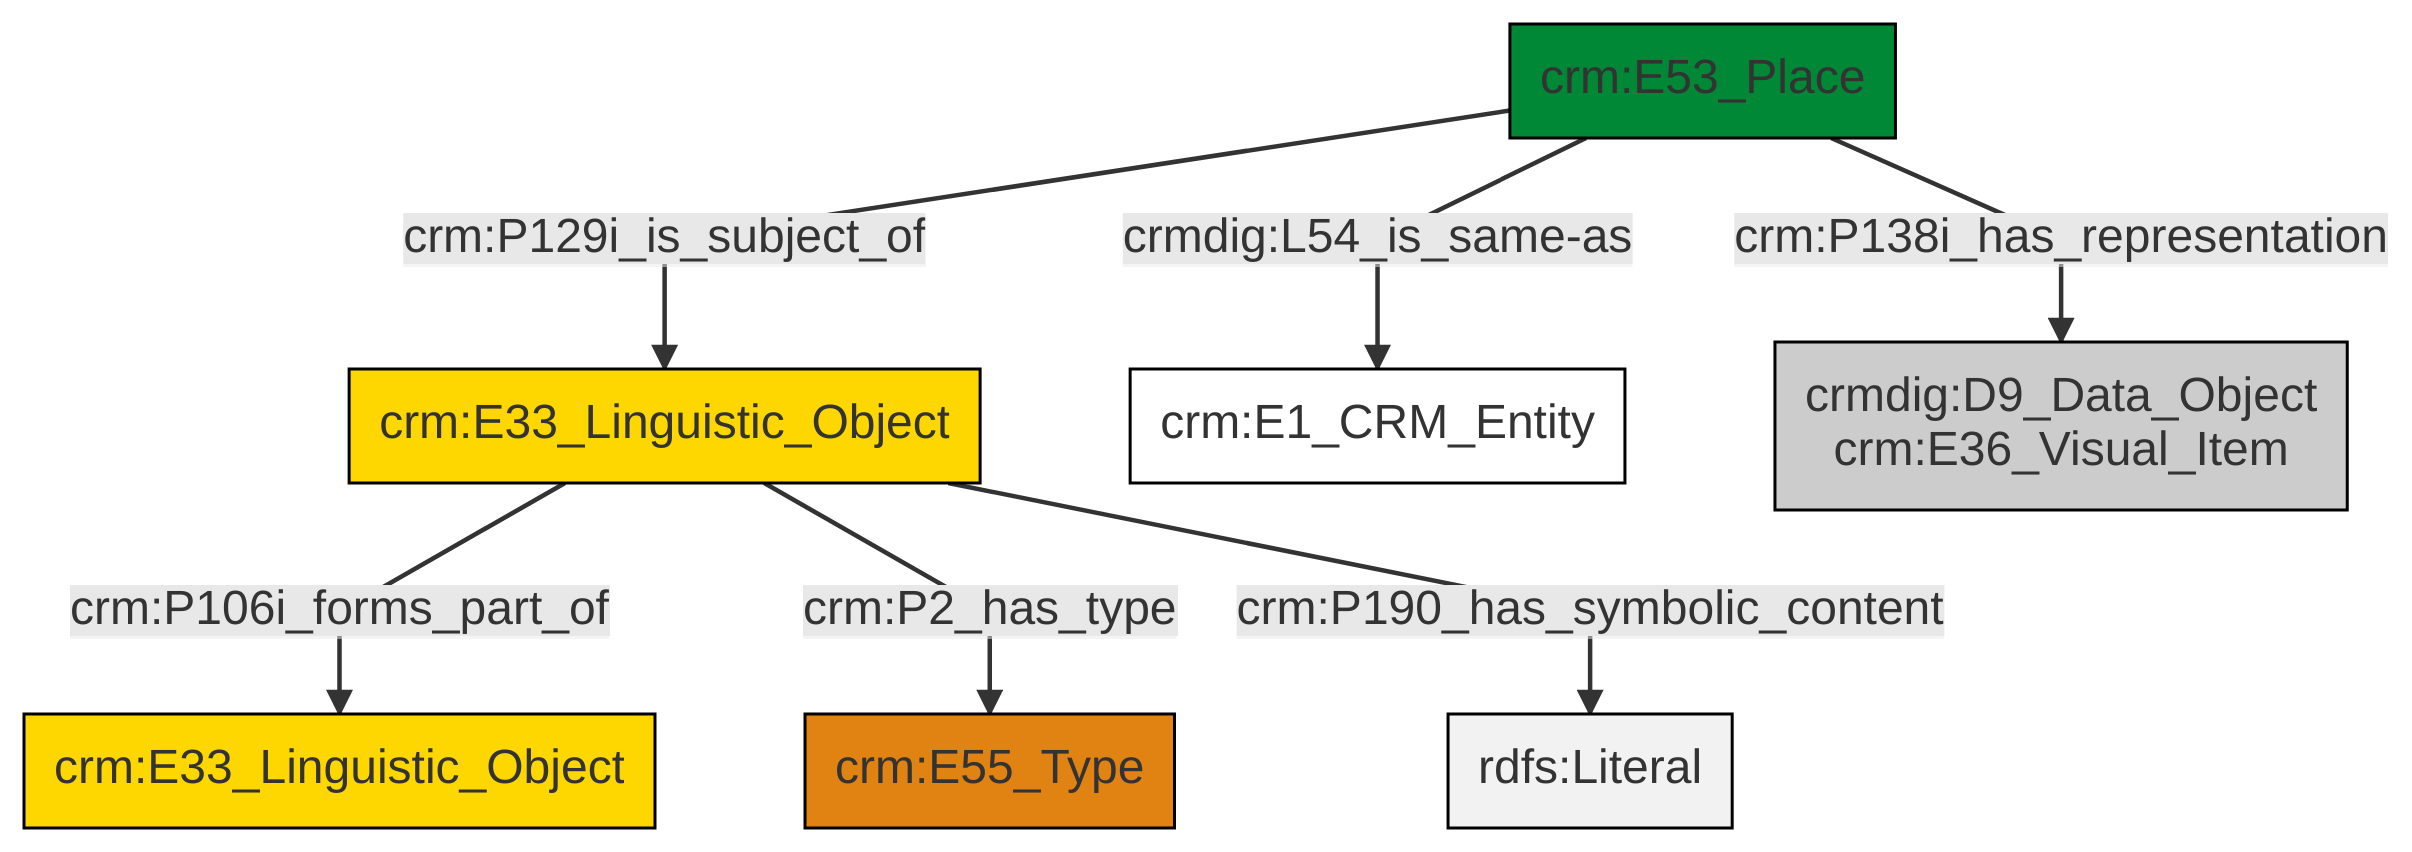 crm:E53_Place
crm:P129i_is_subject_of
crmdig:L54_is_same-as
crm:P138i_has_representation
crm:E33_Linguistic_Object
crm:E1_CRM_Entity
crmdig:D9_Data_Object
crm:E36_Visual_Item
crm:P106i_forms_part_of
crm:P2_has_type
crm:P190_has_symbolic_content
crm:E33_Linguistic_Object
crm:E55_Type
rdfs:Literal